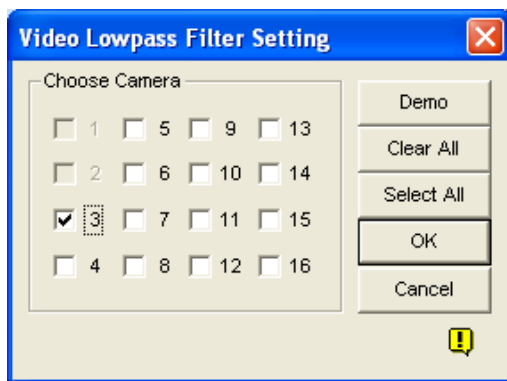 Video Lowpass Filter Setting
Choose Camera
1 5 9 13
2 6 10 14
3 7 11 15
4 8 12 16
Demo
Clear All
Select All
OK
Cancel
!